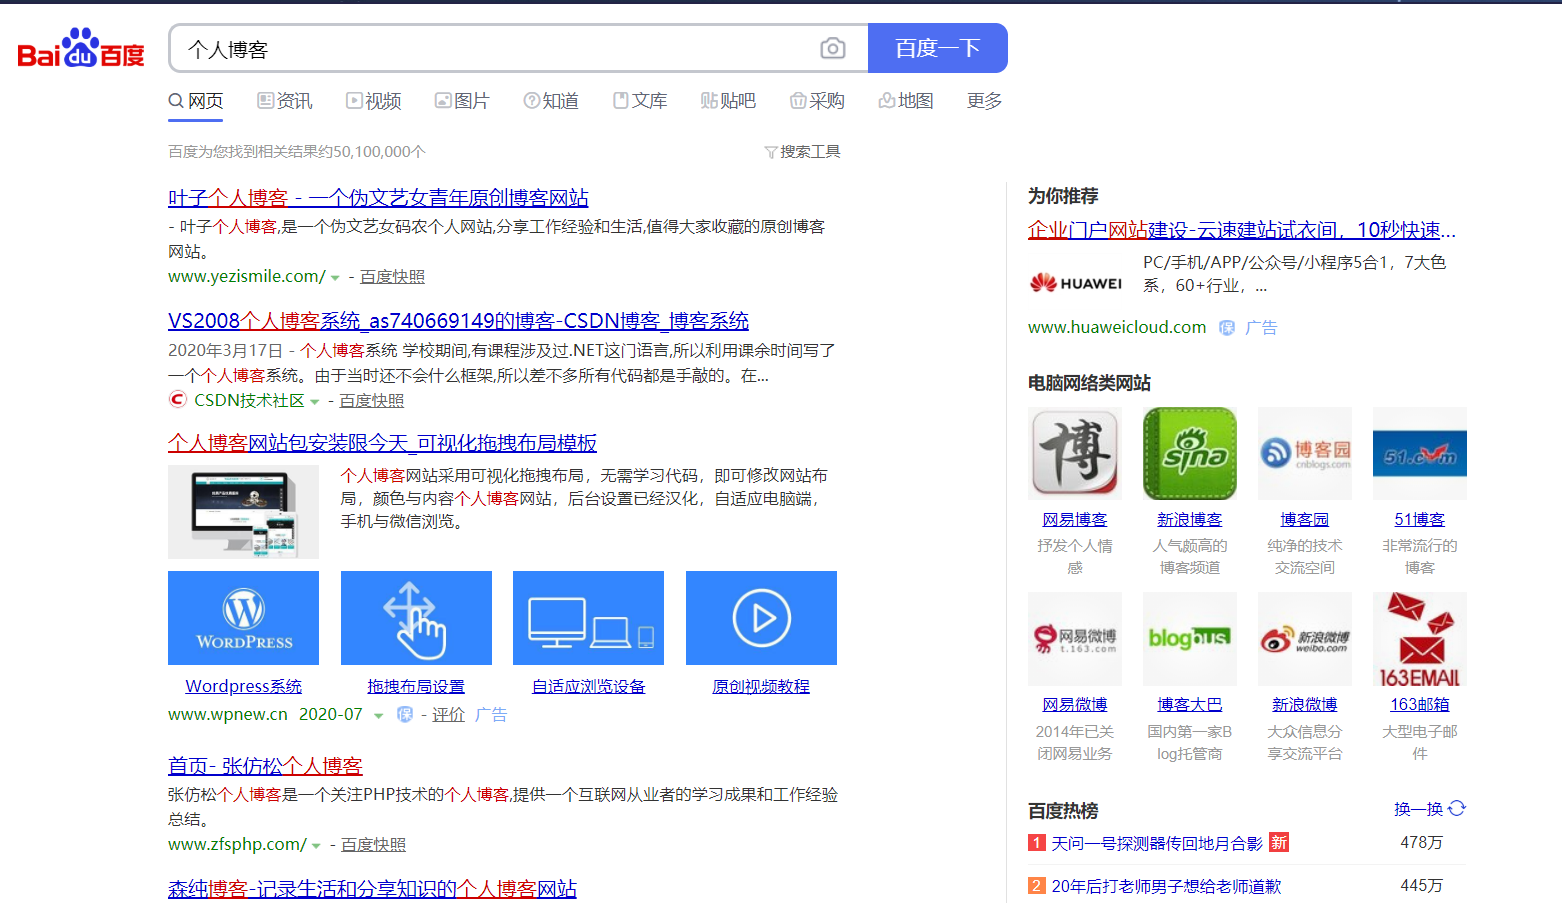 Bai du 百度
个人博客
百度一下
网页 资讯 视频 图片 知道 文库 贴吧 采购 地图 更多
百度为您找到相关结果约50,100,000个
搜索工具
叶子个人博客 - 一个伪文艺女青年原创博客网站
- 叶子个人博客,是一个伪文艺女码农个人网站,分享工作经验和生活,值得大家收藏的原创博客
网站。
www.yezismile.com/ - 百度快照
VS2008个人博客系统_as740669149的博客-CSDN博客_博客系统
2020年3月17日 - 个人博客系统 学校期间,有课程涉及过.NET这门语言,所以利用课余时间写了
一个个人博客系统。由于当时还不会什么框架,所以差不多所有代码都是手敲的。在...
CSDN技术社区 - 百度快照
个人博客网站包安装限今天_可视化拖拽布局模板
个人博客网站采用可视化拖拽布局，无需学习代码，即可修改网站布
局，颜色与内容个人博客网站，后台设置已经汉化，自适应电脑端，
手机与微信浏览。
WORDPRESS
Wordpress系统 拖拽布局设置 自适应浏览设备 原创视频教程
www.wpnew.cn 2020-07 保 - 评价 广告
首页- 张仿松个人博客
张仿松个人博客是一个关注PHP技术的个人博客,提供一个互联网从业者的学习成果和工作经验
总结。
www.zfsphp.com/ - 百度快照
森纯博客-记录生活和分享知识的个人博客网站
为你推荐
企业门户网站建设-云速建站试衣间，10秒快速...
HUAWEI
PC/手机/APP/公众号/小程序5合1，7大色
系，60+行业，...
www.huaweicloud.com 保 广告
电脑网络类网站
博 sina 博客园 cnblogs.com 51.com
网易博客 新浪博客 博客园 51博客
抒发个人情 人气颇高的 纯净的技术 非常流行的
感 博客频道 交流空间 博客
网易微博 t.163.com blogbus 新浪微博 weibo.com 163EMAIL
网易微博 博客大巴 新浪微博 163邮箱
2014年已关 国内第一家B 大众信息分 大型电子邮
闭网易业务 log托管商 享交流平台 件
百度热榜 换一换
1 天问一号探测器传回地月合影 新 478万
2 20年后打老师男子想给老师道歉 445万